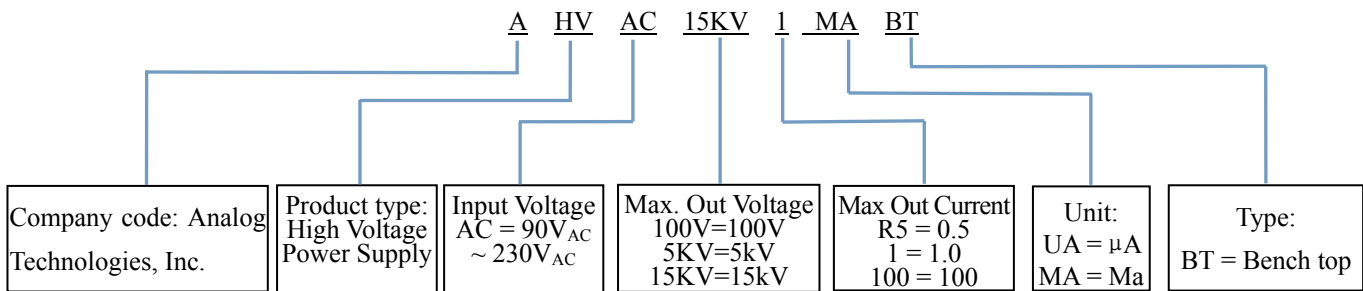 A HV AC 15KV 1 MA BT
Company code: Analog
Technologies, Inc.
Product type:
High Voltage
Power Supply
Input Voltage
AC = 90VAC
~ 230VAC
Max. Out Voltage
100V=100V
5KV=5kV
15KV=15kV
Max Out Current
R5 = 0.5
1 = 1.0
100 = 100
Unit:
UA = μA
MA = Ma
Type:
BT = Bench top